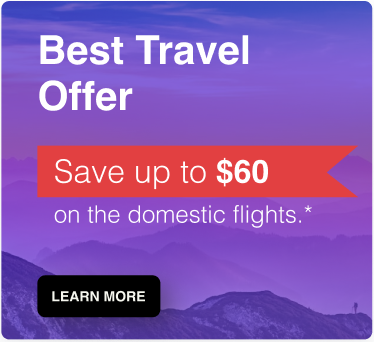 Best Travel
Offer
Save up to $60
on the domestic flights.*
LEARN MORE